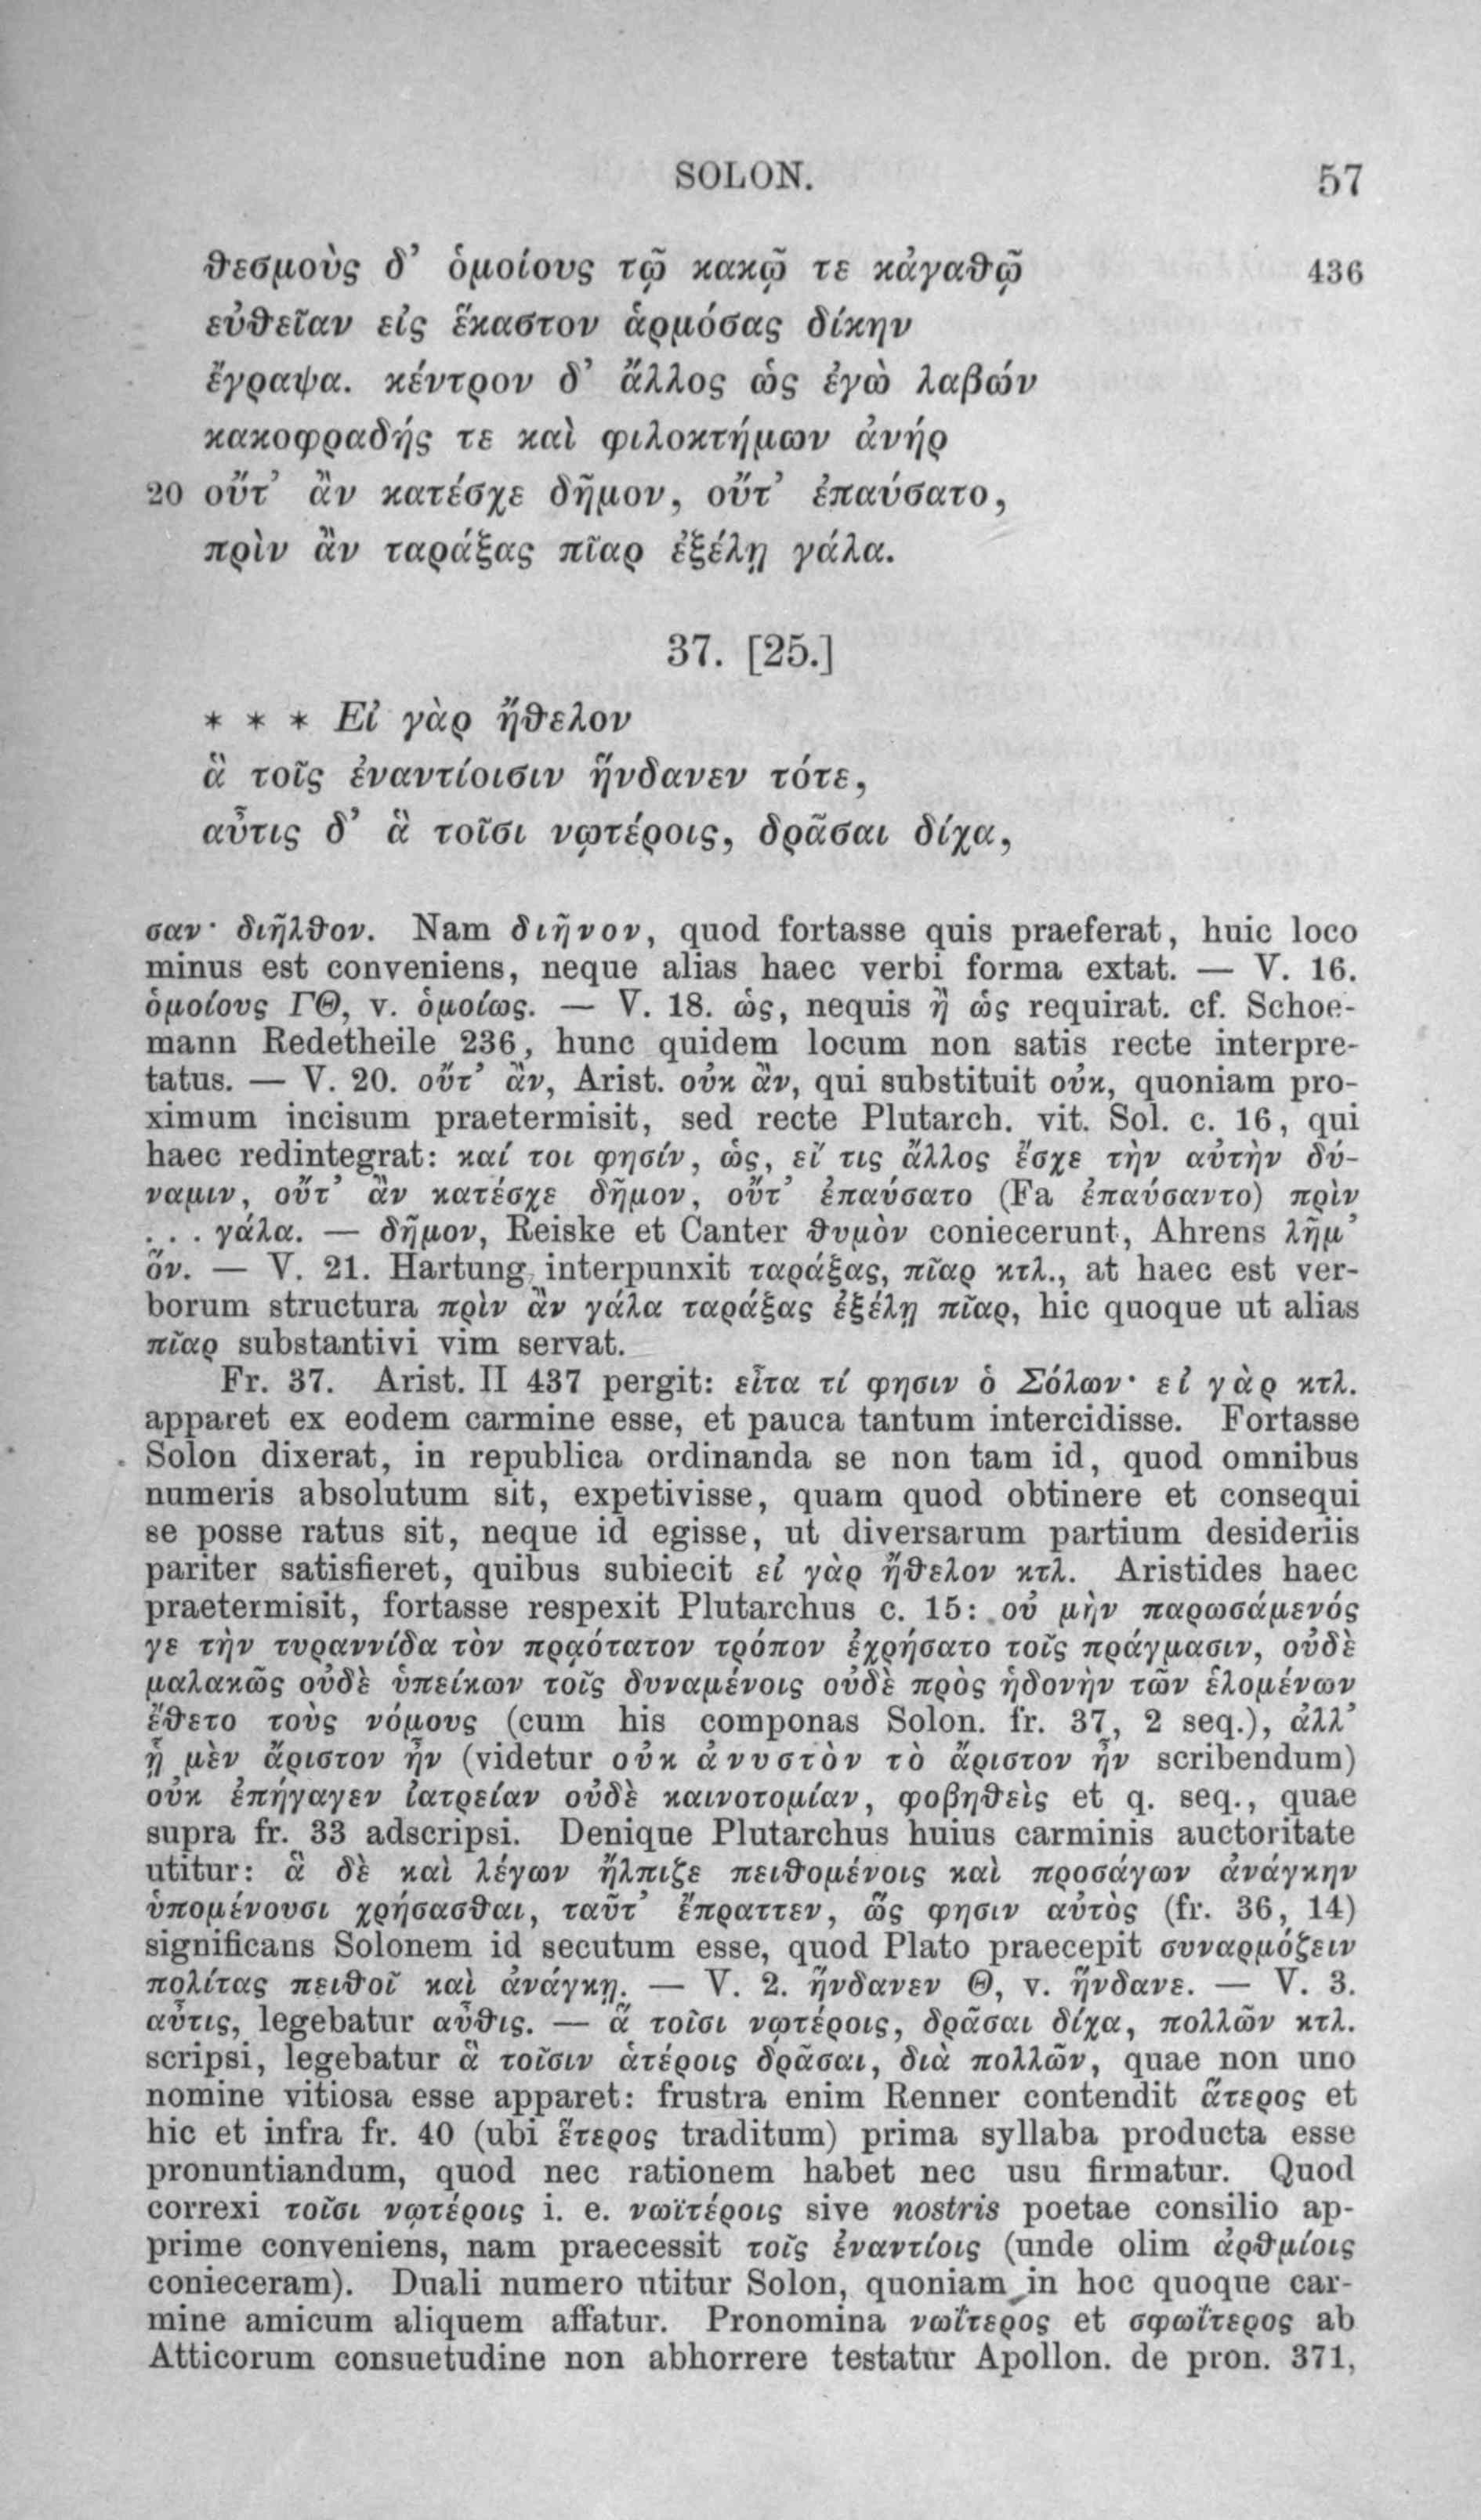 SOLON. 57
θεσμοὺς δ’ ὁμοίους τῷ κακῷ τε κἀγαθῷ 436
εὐθεῖαν εἰς ἕκαστον ἁρμόσας δίκην
ἔγραψα. κέντρον δ’ ἄλλος ὡς ἐγὼ λαβών
κακοφραδής τε καὶ φιλοκτήμων ἀνήρ
20 οὔτ’ ἂν κατέσχε δῆμον, οὔτ’ ἐπαύσατο,
πρὶν ἂν ταράξας πῖαρ ἐξέλῃ γάλα.
37. [25.]
* * * Εἰ γὰρ ἤθελον
ἃ τοῖς ἐναντίοισιν ἥνδανεν τότε,
αὖτις δ’ ἃ τοῖσι νῳτέροις, δρᾶσαι δίχα,
σαν· διῆλθον. Nam διῆνον, quod fortasse quis praeferat, huic loco
minus est conveniens, neque alias haec verbi forma extat. — V. 16.
ὁμοίους ΓΘ, v. ὁμοίως. — V. 18. ὡς, nequis ἢ ὡς requirat. cf. Schoe-
mann Redetheile 236, hunc quidem locum non satis recte interpre-
tatus. — V. 20. οὔτ’ ἂν, Arist. οὐκ ἂν, qui substituit οὐκ, quoniam pro-
ximum incisum praetermisit, sed recte Plutarch. vit. Sol. c. 16, qui
haec redintegrat: καί τοι φησίν, ὡς, εἴ τις ἄλλος ἔσχε τὴν αὐτὴν δύ-
ναμιν, οὔτ’ ἂν κατέσχε δῆμον, οὔτ’ ἐπαύσατο (Fa ἐπαύσαντο) πρὶν
. . . γάλα. — δῆμον, Reiske et Canter θυμὸν coniecerunt, Ahrens λῆμ’
ὅν. — V. 21. Hartung interpunxit ταράξας, πῖαρ κτλ., at haec est ver-
borum structura πρὶν ἂν γάλα ταράξας ἐξέλῃ πῖαρ, hic quoque ut alias
πῖαρ substantivi vim servat.
Fr. 37. Arist. II 437 pergit: εἶτα τί φησιν ὁ Σόλων· εἰ γὰρ κτλ.
apparet ex eodem carmine esse, et pauca tantum intercidisse. Fortasse
Solon dixerat, in republica ordinanda se non tam id, quod omnibus
numeris absolutum sit, expetivisse, quam quod obtinere et consequi
se posse ratus sit, neque id egisse, ut diversarum partium desideriis
pariter satisfieret, quibus subiecit εἰ γὰρ ἤθελον κτλ. Aristides haec
praetermisit, fortasse respexit Plutarchus c. 15: οὐ μὴν παρωσάμενός
γε τὴν τυραννίδα τὸν πρᾳότατον τρόπον ἐχρήσατο τοῖς πράγμασιν, οὐδὲ
μαλακῶς οὐδὲ ὑπείκων τοῖς δυναμένοις οὐδὲ πρὸς ἡδονὴν τῶν ἑλομένων
ἔθετο τοὺς νόμους (cum his componas Solon. fr. 37, 2 seq.), ἀλλ’
ᾗ μὲν ἄριστον ἦν (videtur οὐκ ἀνυστὸν τὸ ἄριστον ἦν scribendum)
οὐκ ἐπήγαγεν ἰατρείαν οὐδὲ καινοτομίαν, φοβηθεὶς et q. seq., quae
supra fr. 33 adscripsi. Denique Plutarchus huius carminis auctoritate
utitur: ἃ δὲ καὶ λέγων ἤλπιζε πειθομένοις καὶ προσάγων ἀνάγκην
ὑπομένουσι χρήσασθαι, ταῦτ’ ἔπραττεν, ὥς φησιν αὐτὸς (fr. 36, 14)
significans Solonem id secutum esse, quod Plato praecepit συναρμόζειν
πολίτας πειθοῖ καὶ ἀνάγκῃ. — V. 2. ἥνδανεν Θ, v. ἥνδανε. — V. 3.
αὖτις, legebatur αὖθις. — ἃ τοῖσι νῳτέροις, δρᾶσαι δίχα, πολλῶν κτλ.
scripsi, legebatur ἃ τοῖσιν ἁτέροις δρᾶσαι, διὰ πολλῶν, quae non uno
nomine vitiosa esse apparet: frustra enim Renner contendit ἅτερος et
hic et infra fr. 40 (ubi ἕτερος traditum) prima syllaba producta esse
pronuntiandum, quod nec rationem habet nec usu firmatur. Quod
correxi τοῖσι νῳτέροις i. e. νωϊτέροις sive nostris poetae consilio ap-
prime conveniens, nam praecessit τοῖς ἐναντίοις (unde olim ἀρθμίοις
conieceram). Duali numero utitur Solon, quoniam in hoc quoque car-
mine amicum aliquem affatur. Pronomina νωΐτερος et σφωΐτερος ab
Atticorum consuetudine non abhorrere testatur Apollon. de pron. 371,